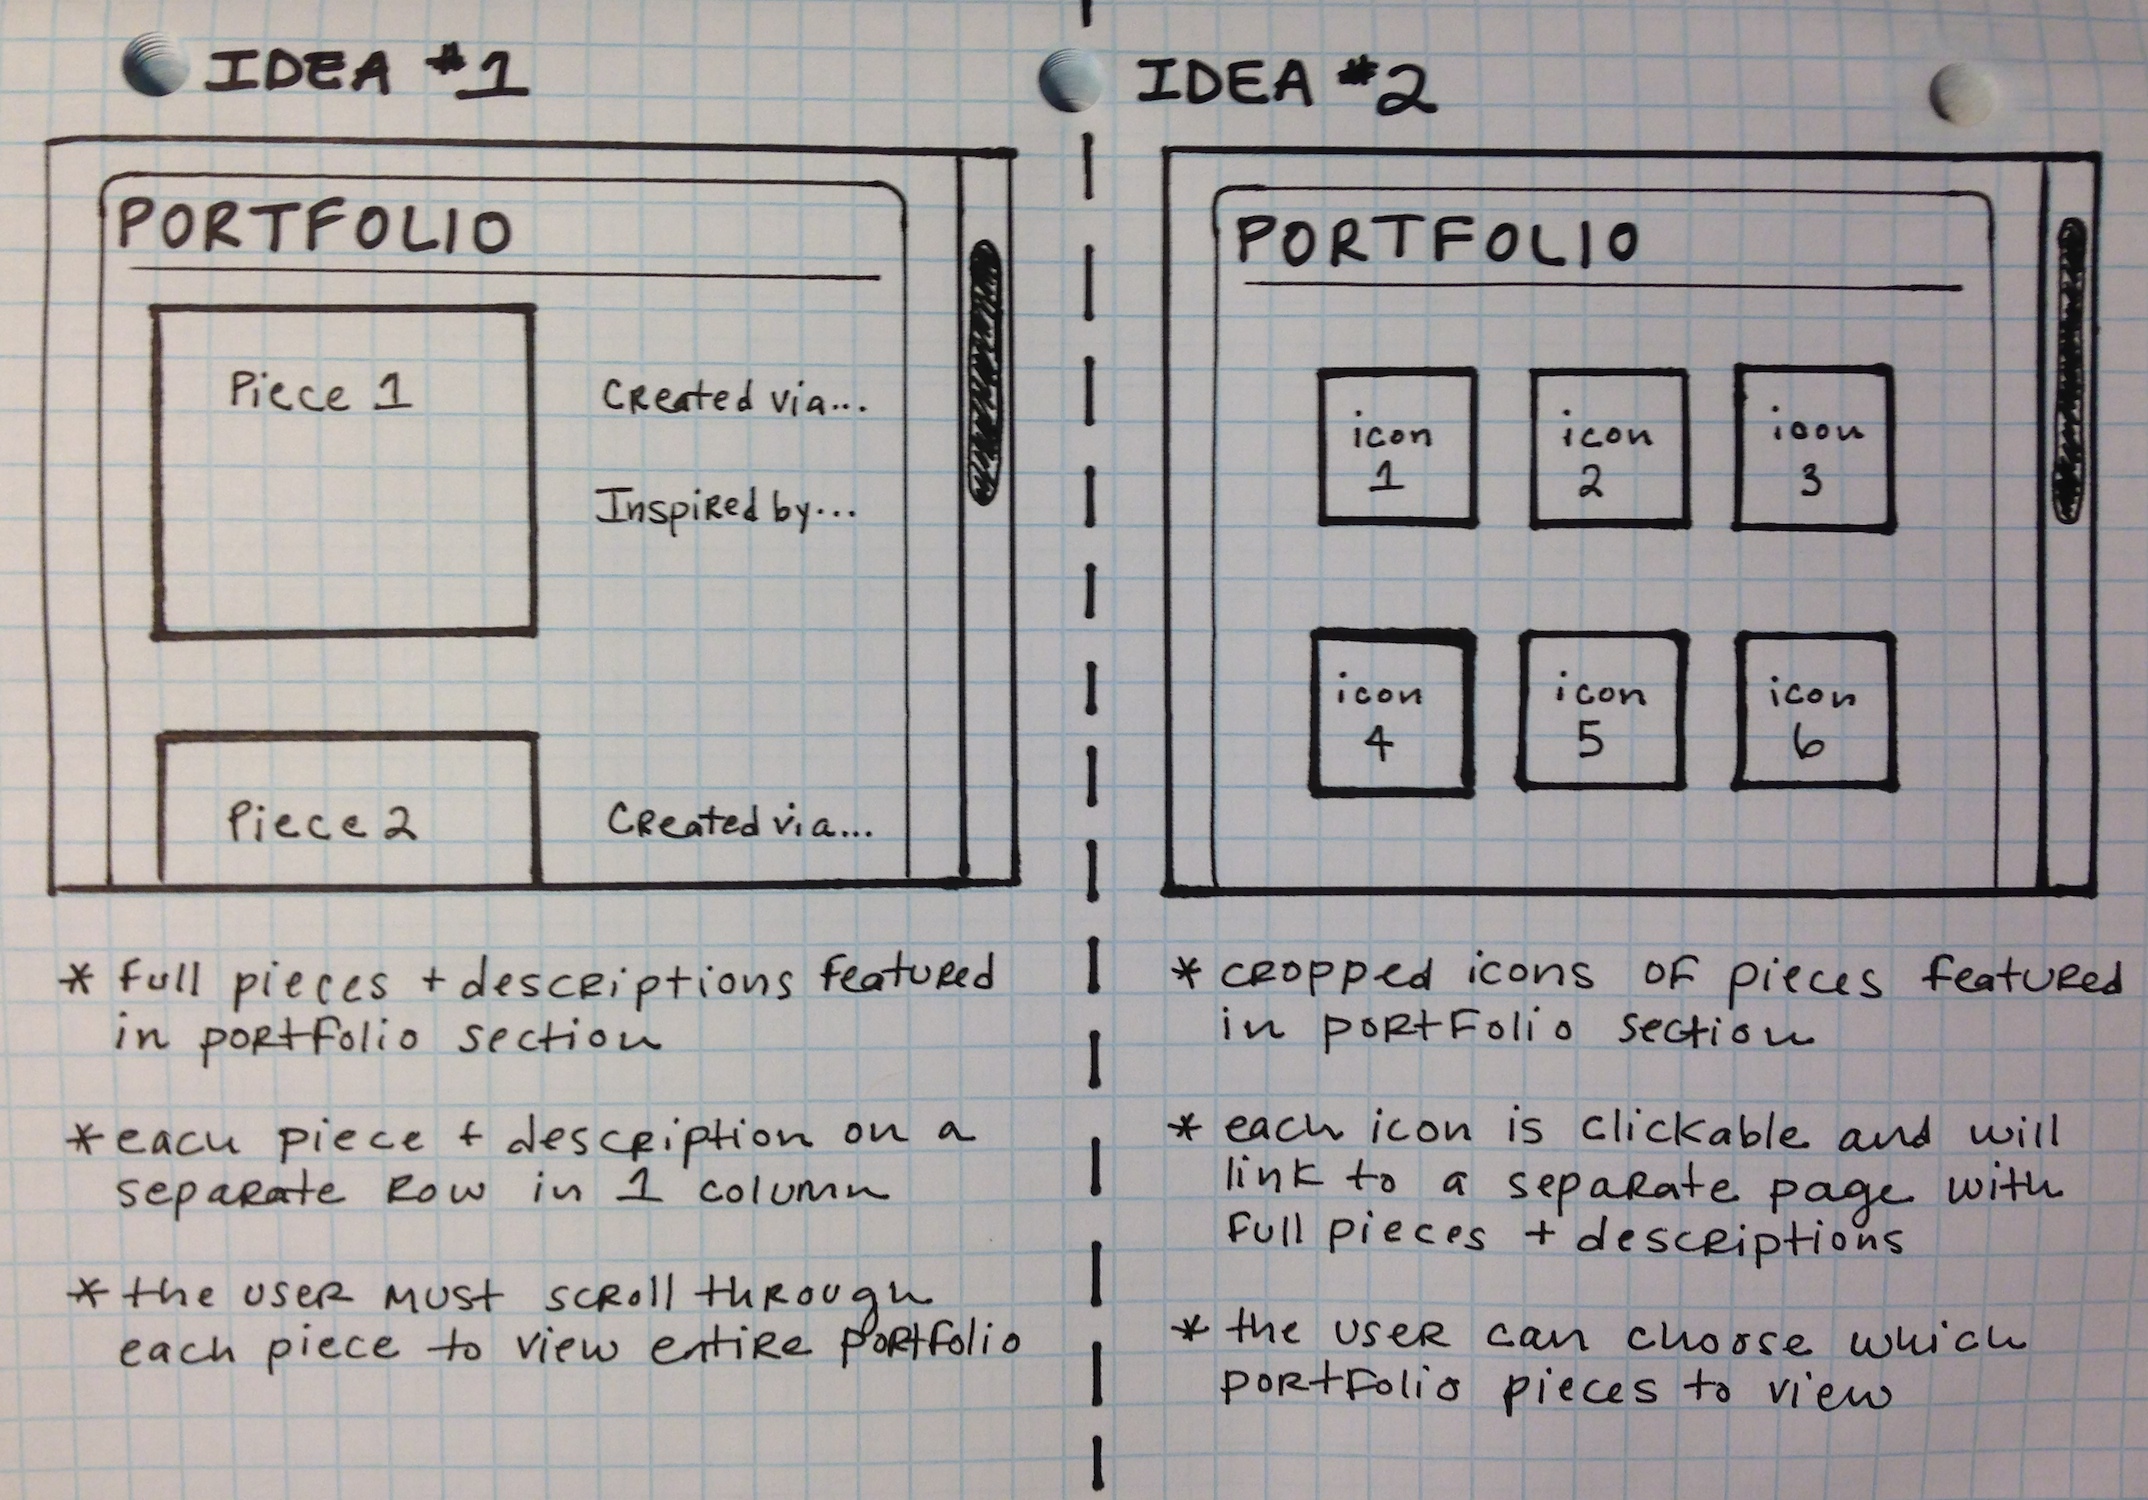 IDEA #1
PORTFOLIO
Piece 1
Created via...
Inspired by...
Piece 2
Created via...
* full pieces + descriptions featured
in portfolio section
* each piece + description on a
separate row in 1 column
* the user must scroll through
each piece to view entire portfolio
IDEA #2
PORTFOLIO
icon
1
icon
2
icon
3
icon
4
icon
5
icon
6
* cropped icons of pieces featured
in portfolio section
* each icon is clickable and will
link to a separate page with
full pieces + descriptions
* the user can choose which
portfolio pieces to view